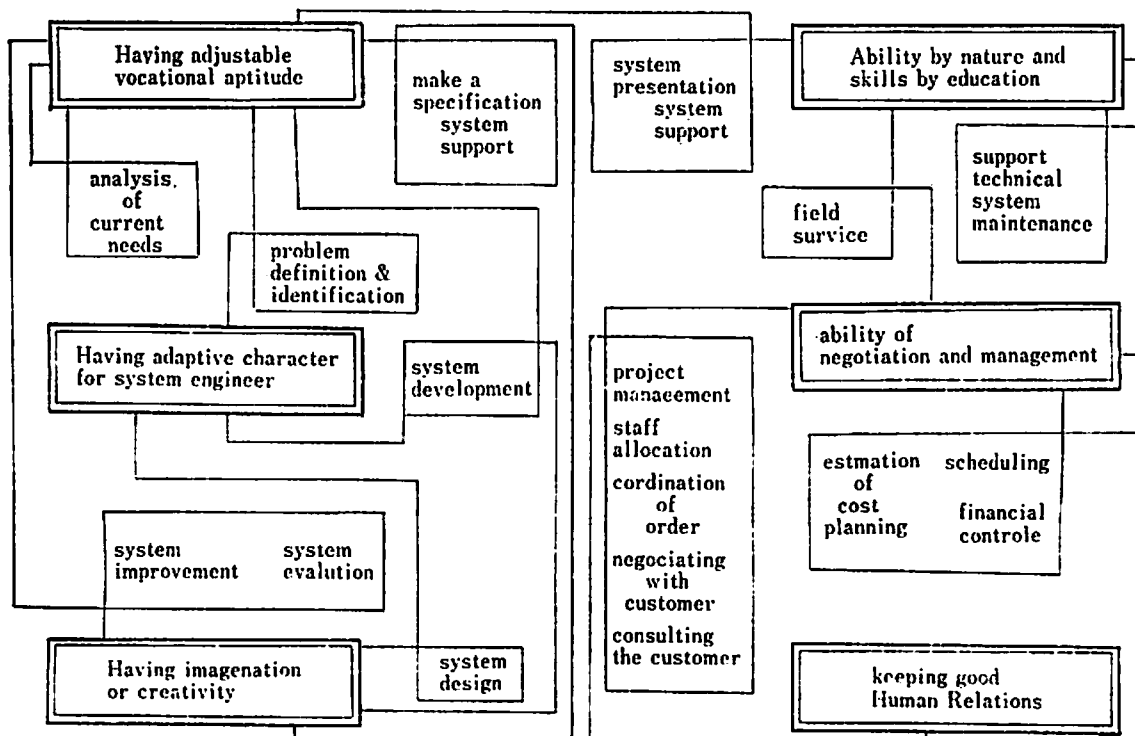 Having adjustable
vocational aptitude
make a
specification
system
support
analysis.
of
current
needs
problem
definition &
identification
Having adaptive character
for system engineer
system
development
system
improvement
system
evalution
Having imagenation
or creativity
system
design
system
presentation
system
support
Ability by nature and
skills by education
field
survice
support
technical
system
maintenance
ability of
negotiation and management
project
manaement
staff
allocation
cordination
of
order
negociating
with
customer
consulting
the customer
estmation
of
cost
planning
scheduling
financial
controle
keeping good
Human Relations